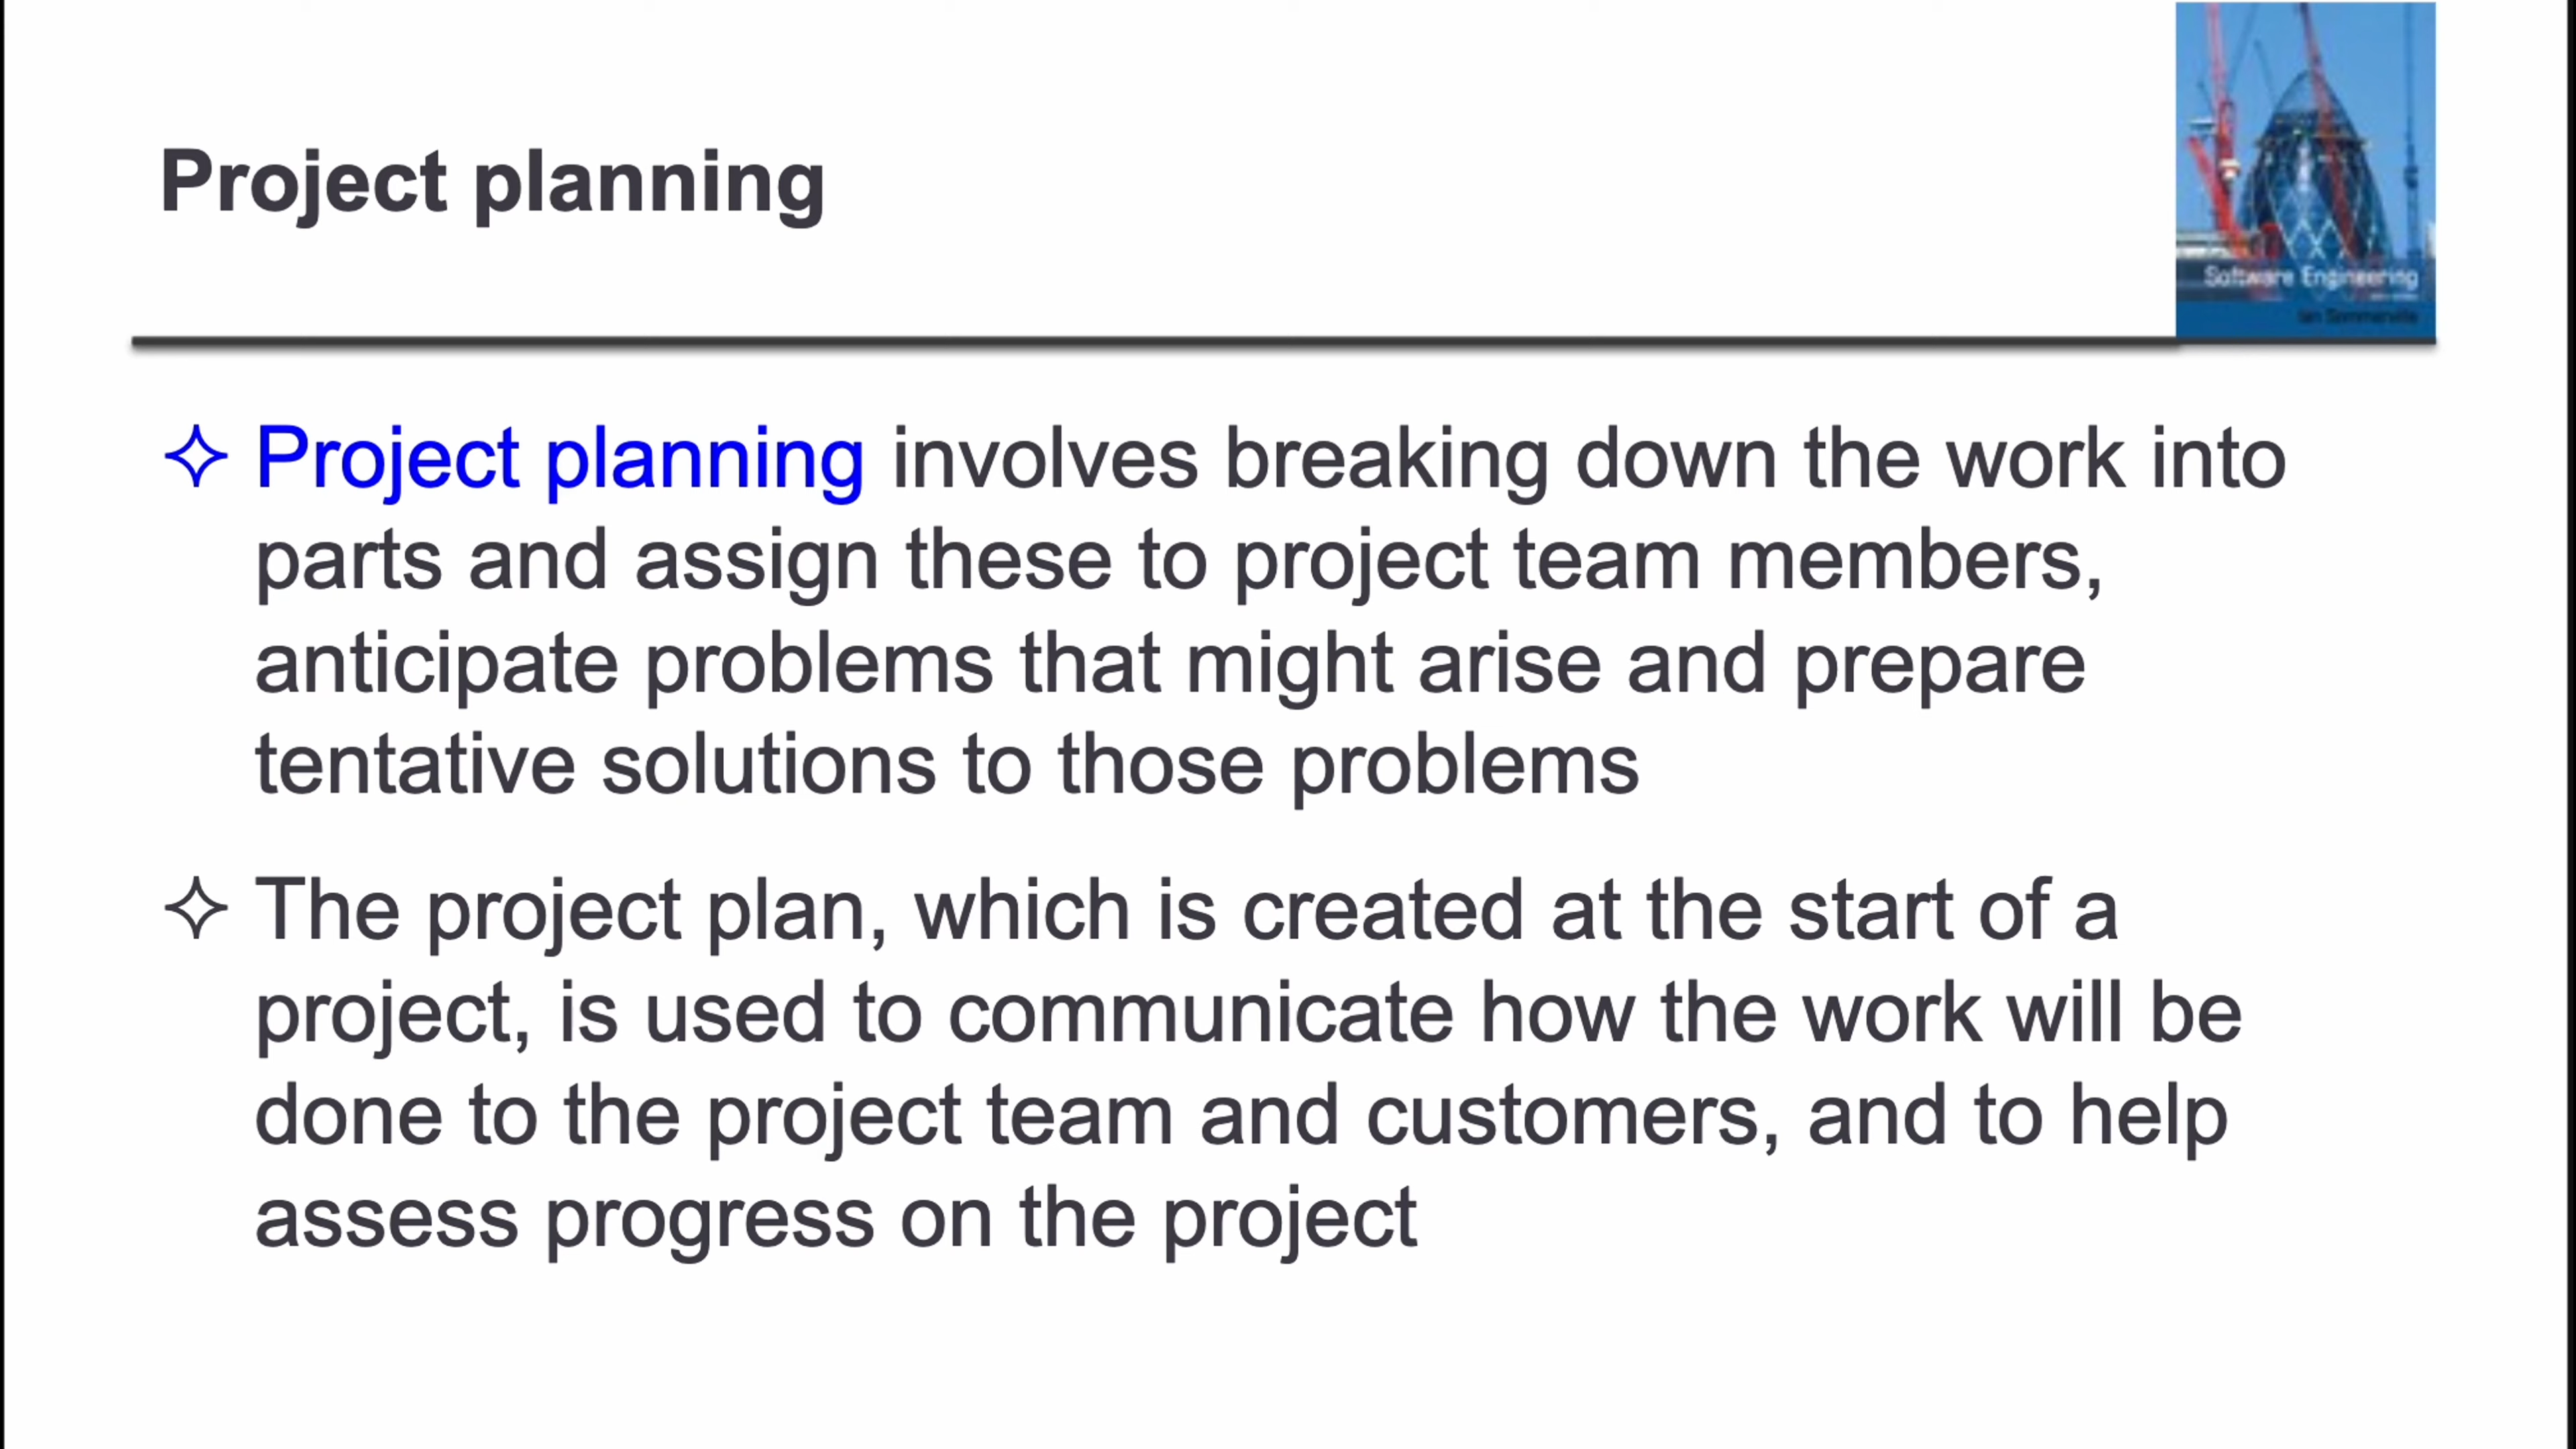 Project planning
Software Engineering
Ian Sommerville
Project planning involves breaking down the work into
parts and assign these to project team members,
anticipate problems that might arise and prepare
tentative solutions to those problems
The project plan, which is created at the start of a
project, is used to communicate how the work will be
done to the project team and customers, and to help
assess progress on the project